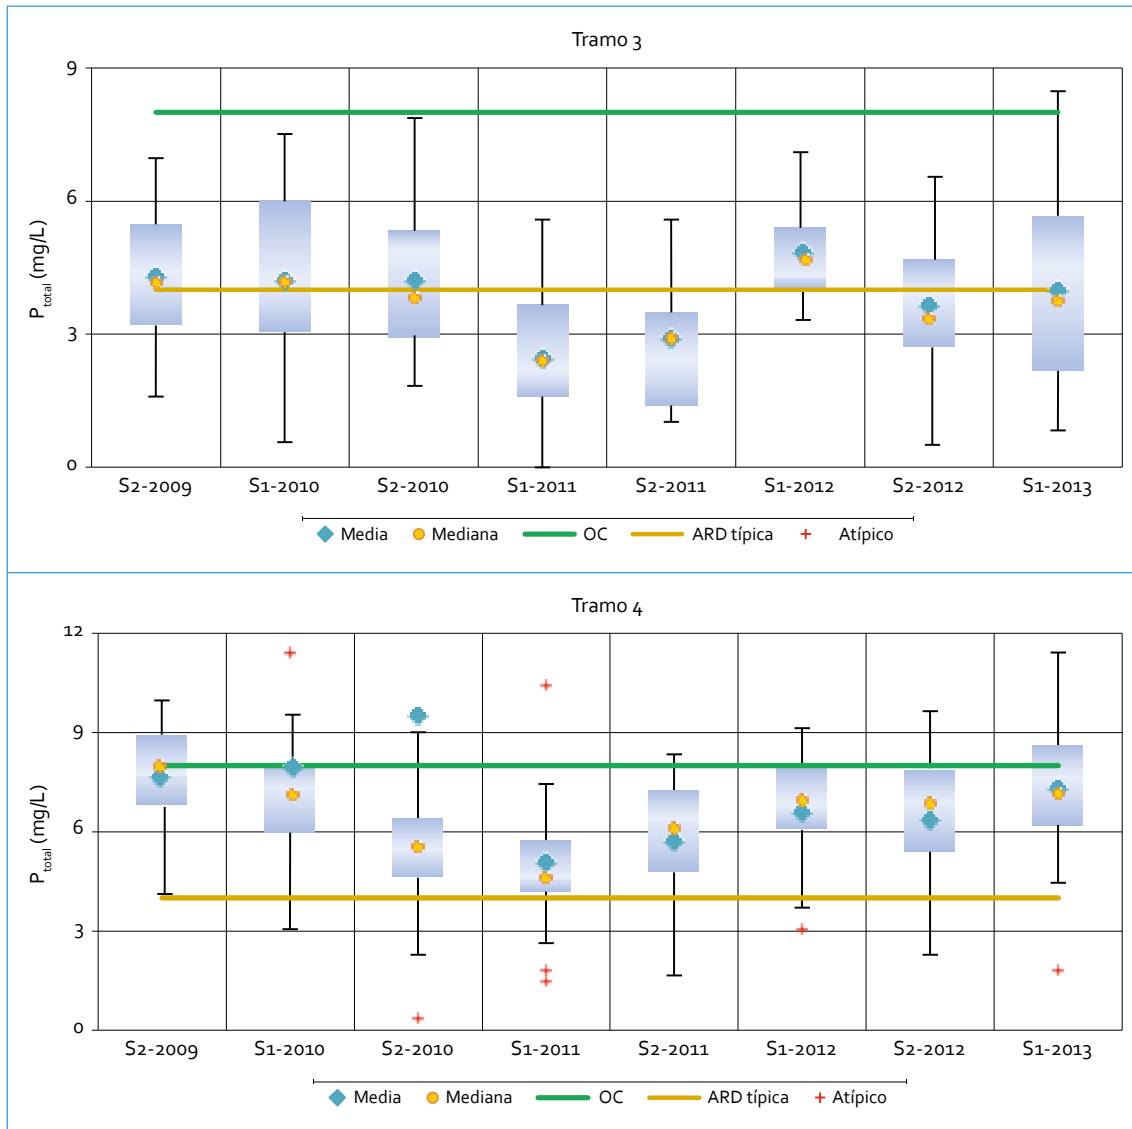 Tramo 3
9
6
3
0
P total (mg/L)
S2-2009 S1-2010 S2-2010 S1-2011 S2-2011 S1-2012 S2-2012 S1-2013
Media Mediana OC ARD típica Atípico
Tramo 4
12
9
6
3
0
P total (mg/L)
S2-2009 S1-2010 S2-2010 S1-2011 S2-2011 S1-2012 S2-2012 S1-2013
Media Mediana OC ARD típica Atípico